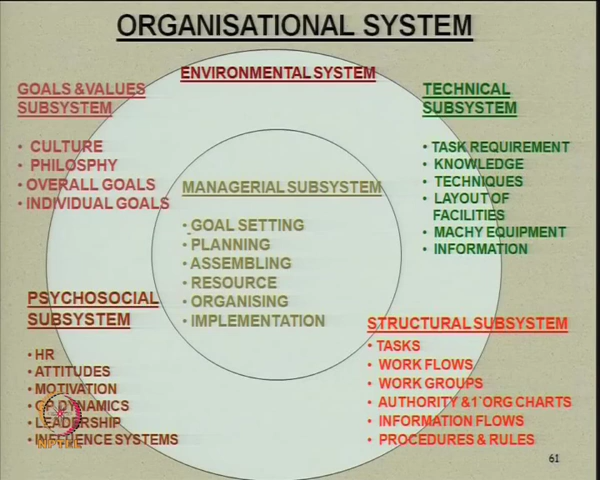 ORGANISATIONAL SYSTEM
ENVIRONMENTAL SYSTEM
GOALS &VALUES
SUBSYSTEM
• CULTURE
• PHILOSPHY
• OVERALL GOALS
• INDIVIDUAL GOALS
TECHNICAL
SUBSYSTEM
• TASK REQUIREMENT
• KNOWLEDGE
• TECHNIQUES
• LAYOUT OF
FACILITIES
• MACHY EQUIPMENT
• INFORMATION
MANAGERIAL SUBSYSTEM
• GOAL SETTING
• PLANNING
• ASSEMBLING
• RESOURCE
• ORGANISING
• IMPLEMENTATION
PSYCHOSOCIAL
SUBSYSTEM
• HR
• ATTITUDES
• MOTIVATION
• GP DYNAMICS
• LEADERSHIP
• INFLUENCE SYSTEMS
STRUCTURAL SUBSYSTEM
• TASKS
• WORK FLOWS
• WORK GROUPS
• AUTHORITY &1`ORG CHARTS
• INFORMATION FLOWS
• PROCEDURES & RULES
NPTEL
61